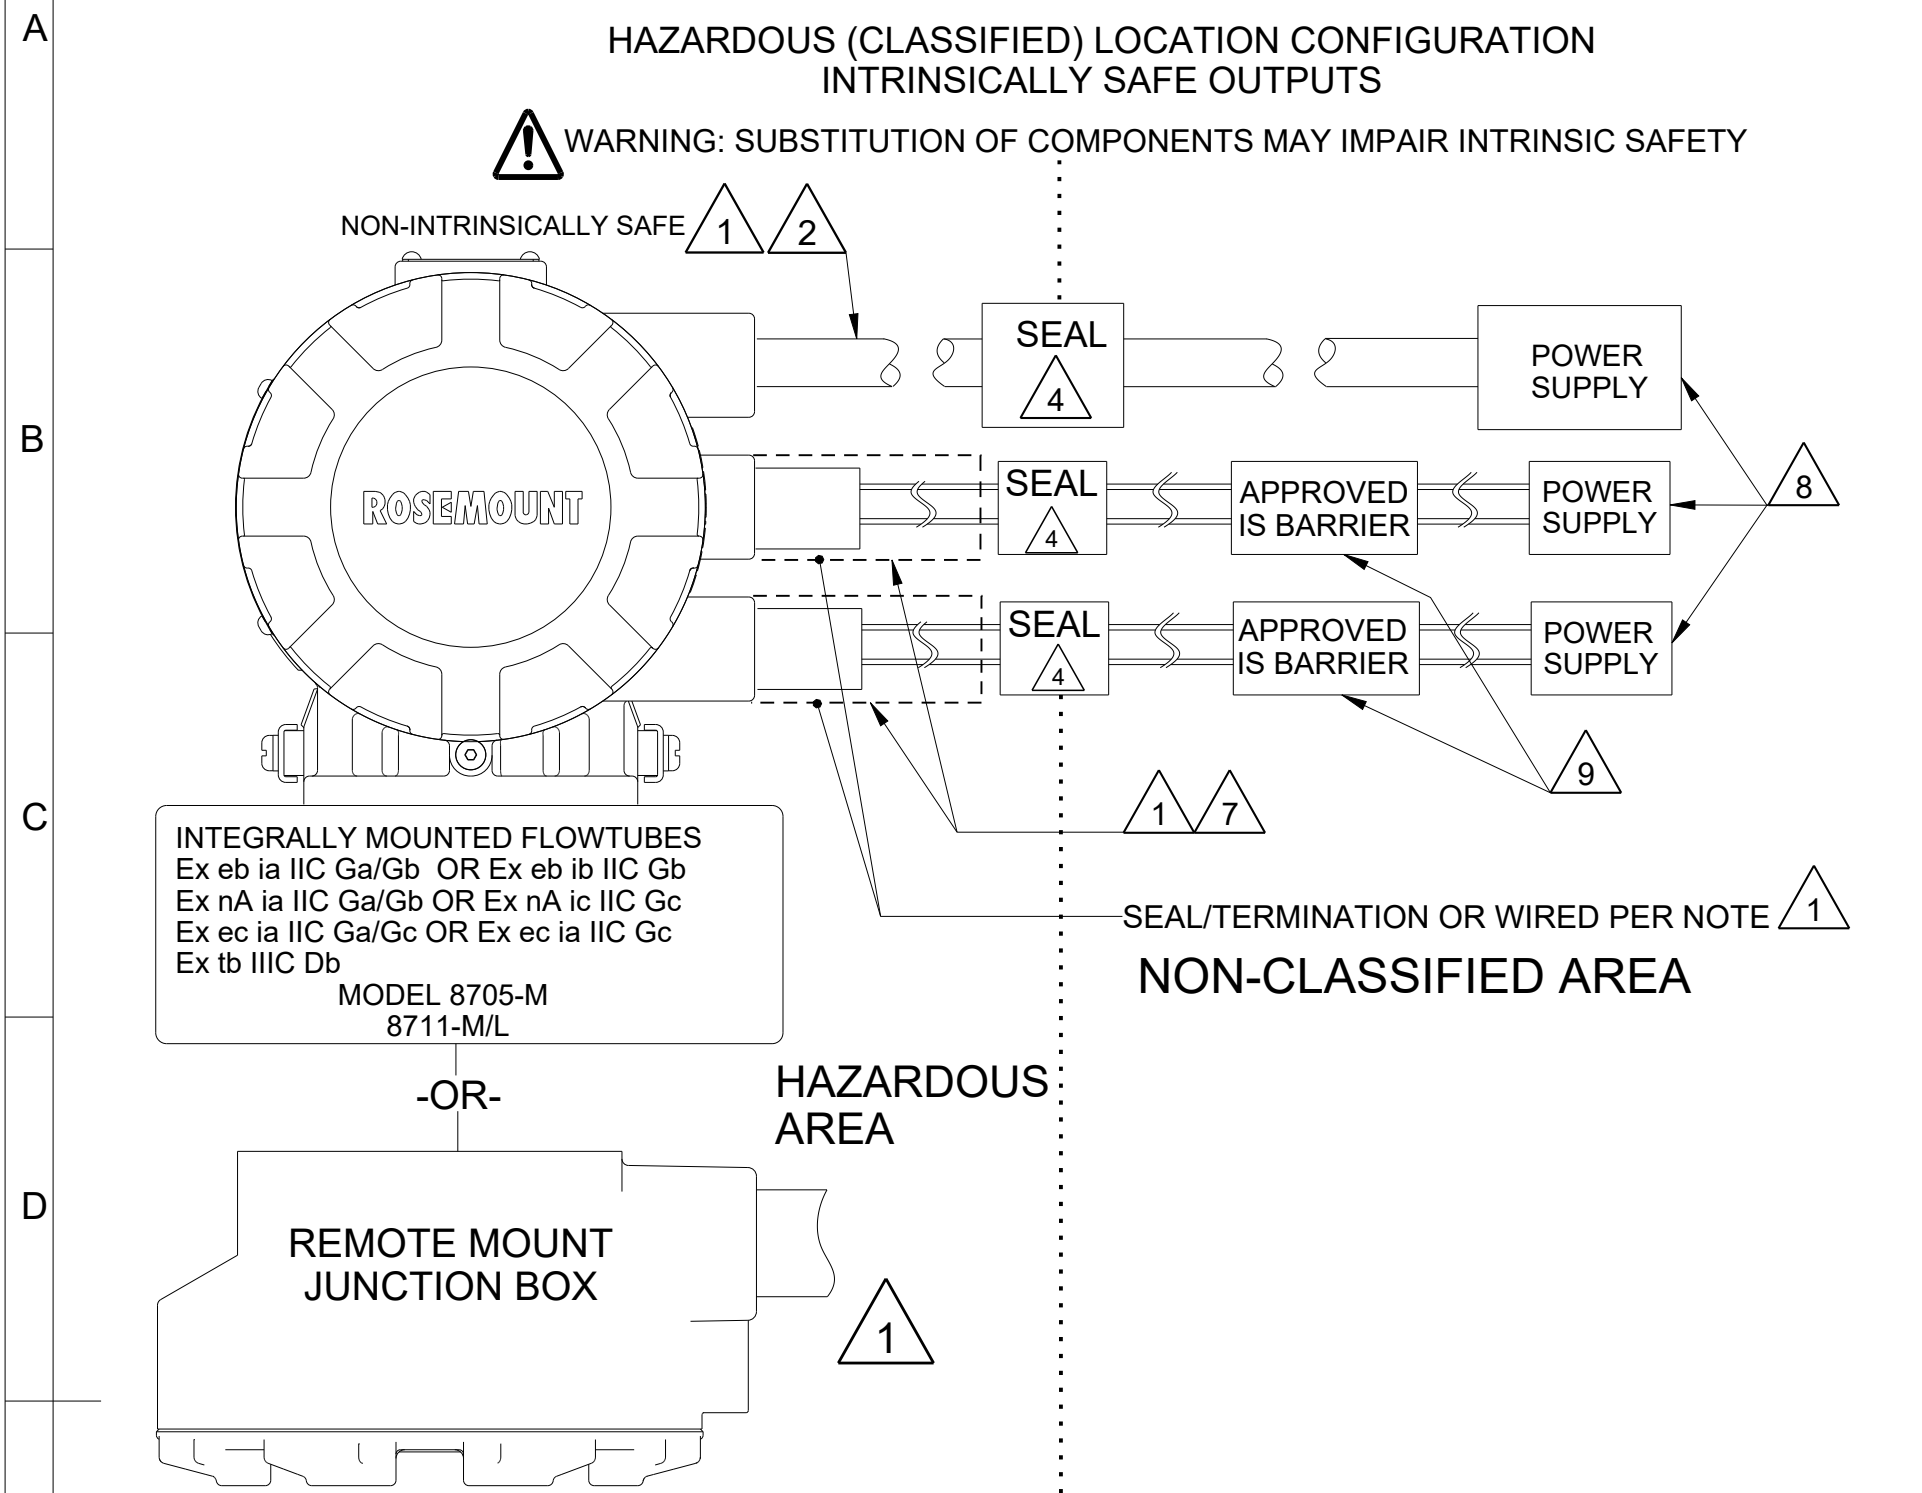 A
HAZARDOUS (CLASSIFIED) LOCATION CONFIGURATION
INTRINSICALLY SAFE OUTPUTS
WARNING: SUBSTITUTION OF COMPONENTS MAY IMPAIR INTRINSIC SAFETY
NON-INTRINSICALLY SAFE 1 2
SEAL
4
POWER
SUPPLY
B
ROSEMOUNT
SEAL
4
APPROVED
IS BARRIER
POWER
SUPPLY
8
SEAL
4
APPROVED
IS BARRIER
POWER
SUPPLY
9
C
1 7
INTEGRALLY MOUNTED FLOWTUBES
Ex eb ia IIC Ga/Gb OR Ex eb ib IIC Gb
Ex nA ia IIC Ga/Gb OR Ex nA ic IIC Gc
Ex ec ia IIC Ga/Gc OR Ex ec ia IIC Gc
Ex tb IIIC Db
MODEL 8705-M
8711-M/L
SEAL/TERMINATION OR WIRED PER NOTE 1
NON-CLASSIFIED AREA
-OR-
HAZARDOUS
AREA
D
REMOTE MOUNT
JUNCTION BOX
1